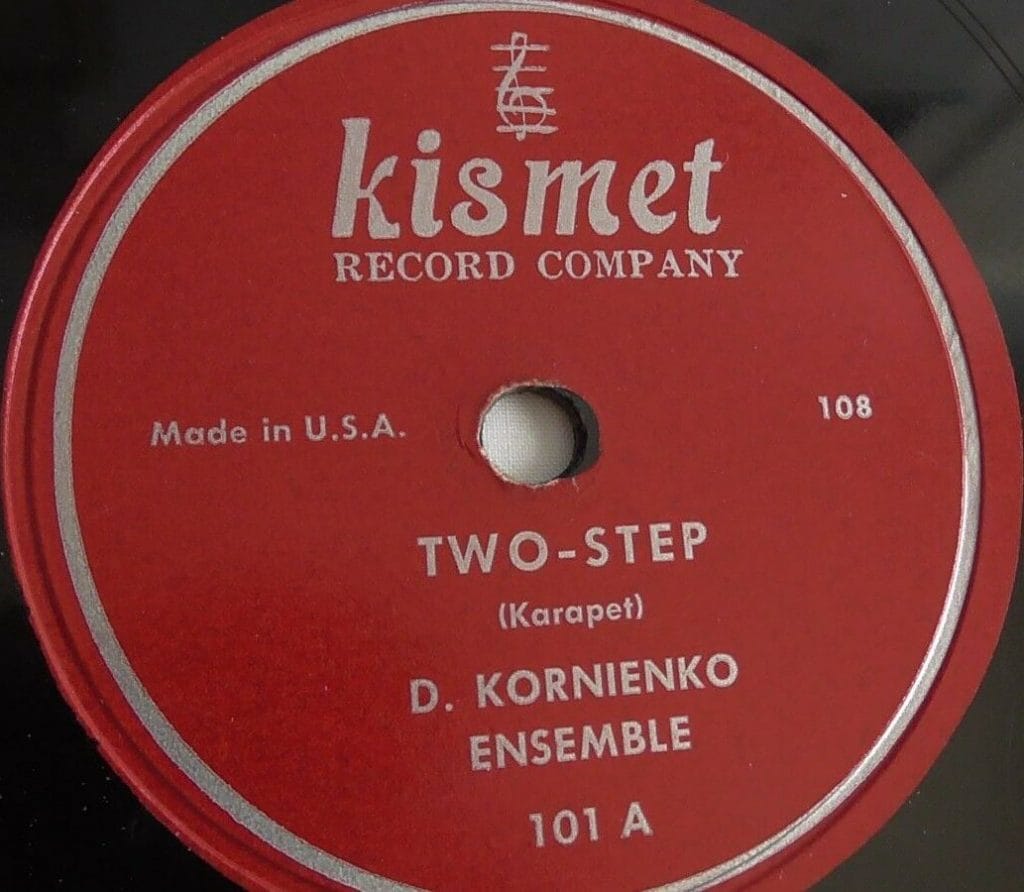 kismet
RECORD COMPANY
Made in U.S.A.
108
TWO-STEP
(Karapet)
D. KORNIENKO
ENSEMBLE
101 A